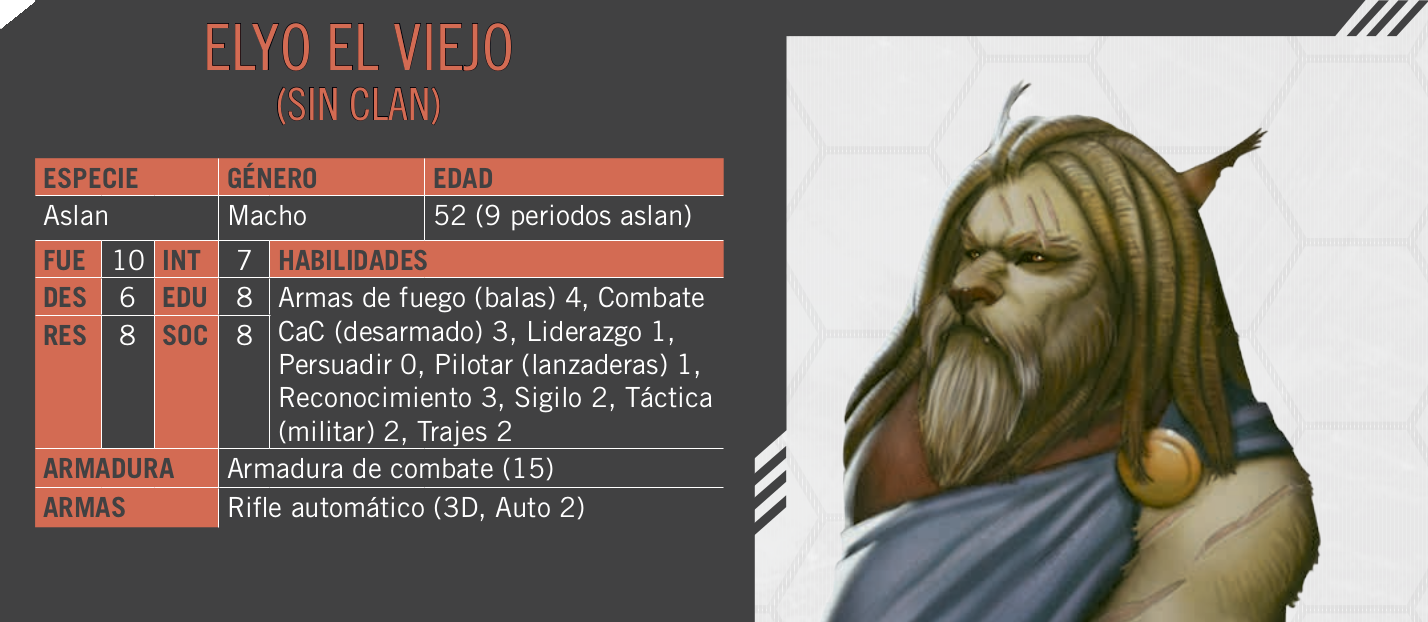 ELYO EL VIEJO
(SIN CLAN)
ESPECIE GÉNERO EDAD
Aslan Macho 52 (9 periodos aslan)
FUE 10 INT 7 HABILIDADES
DES 6 EDU 8 Armas de fuego (balas) 4, Combate
RES 8 SOC 8 CaC (desarmado) 3, Liderazgo 1,
Persuadir 0, Pilotar (lanzaderas) 1,
Reconocimiento 3, Sigilo 2, Táctica
(militar) 2, Trajes 2
ARMADURA Armadura de combate (15)
ARMAS Rifle automático (3D, Auto 2)